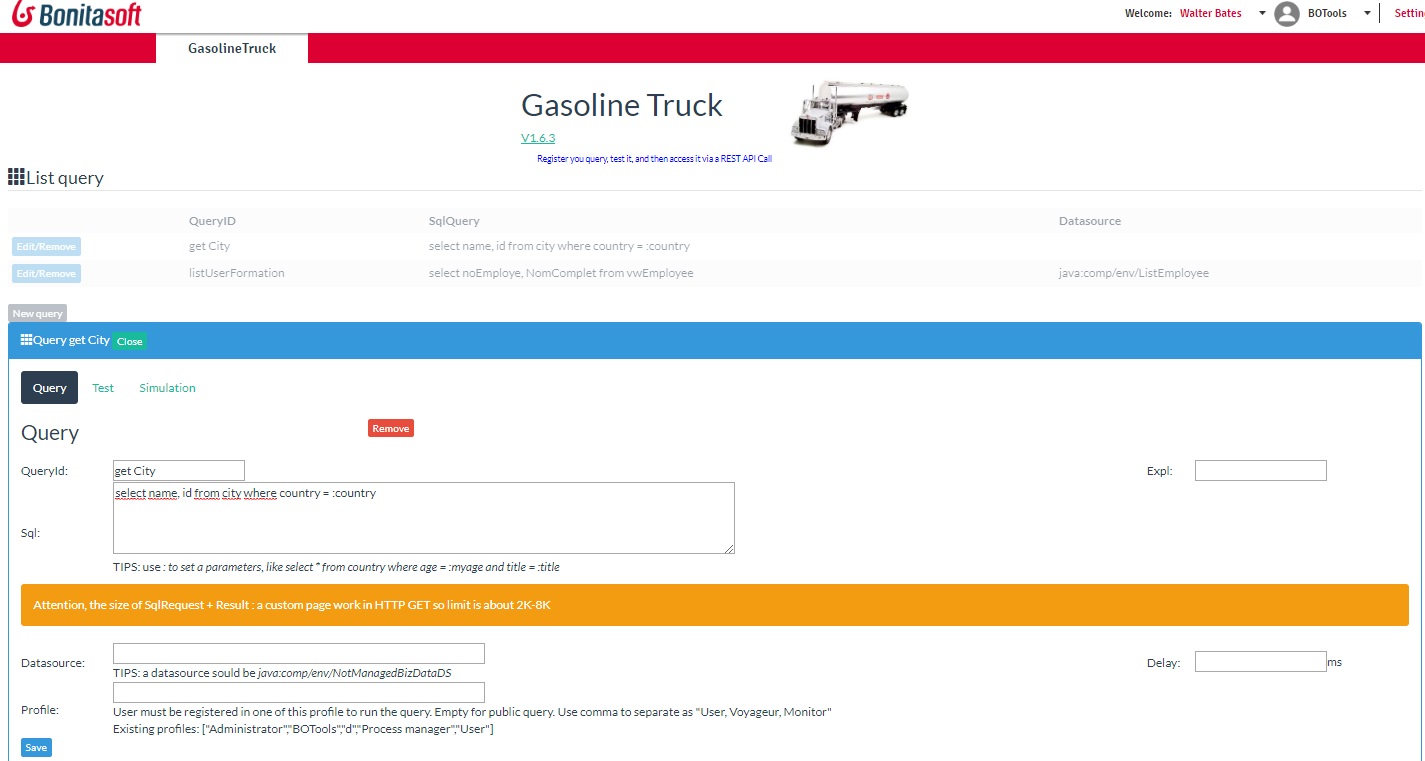 Bonitasoft
Welcome: Walter Bates BOTools Settin
GasolineTruck
Gasoline Truck
V1.6.3
Register you query, test it, and then access it via a REST API Call
List query
QueryID SqlQuery Datasource
Edit/Remove get City select name, id from city where country = :country
Edit/Remove listUserFormation select noEmploye, NomComplet from vwEmployee java:comp/env/ListEmployee
New query
Query get City Close
Query Test Simulation
Query Remove
QueryId: get City Expl:
select name, id from city where country = :country
Sql:
TIPS: use : to set a parameters, like select * from country where age = :myage and title = :title
Attention, the size of SqlRequest + Result : a custom page work in HTTP GET so limit is about 2K-8K
Datasource: Delay: ms
TIPS: a datasource sould be java:comp/env/NotManagedBizDataDS
Profile:
User must be registered in one of this profile to run the query. Empty for public query. Use comma to separate as "User, Voyageur, Monitor"
Existing profiles: ["Administrator","BOTools","d","Process manager","User"]
Save